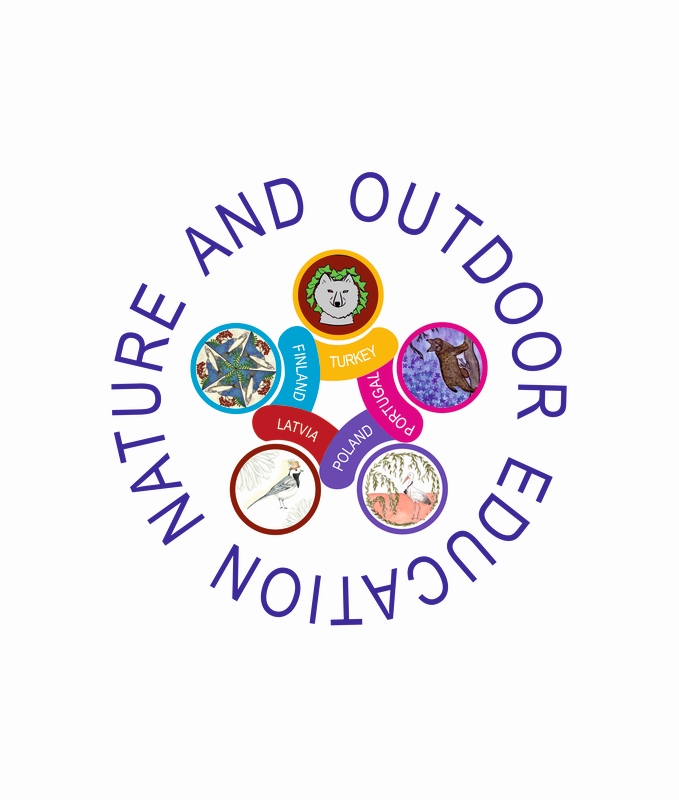 NATURE AND OUTDOOR EDUCATION
TURKEY
FINLAND
PORTUGAL
LATVIA
POLAND